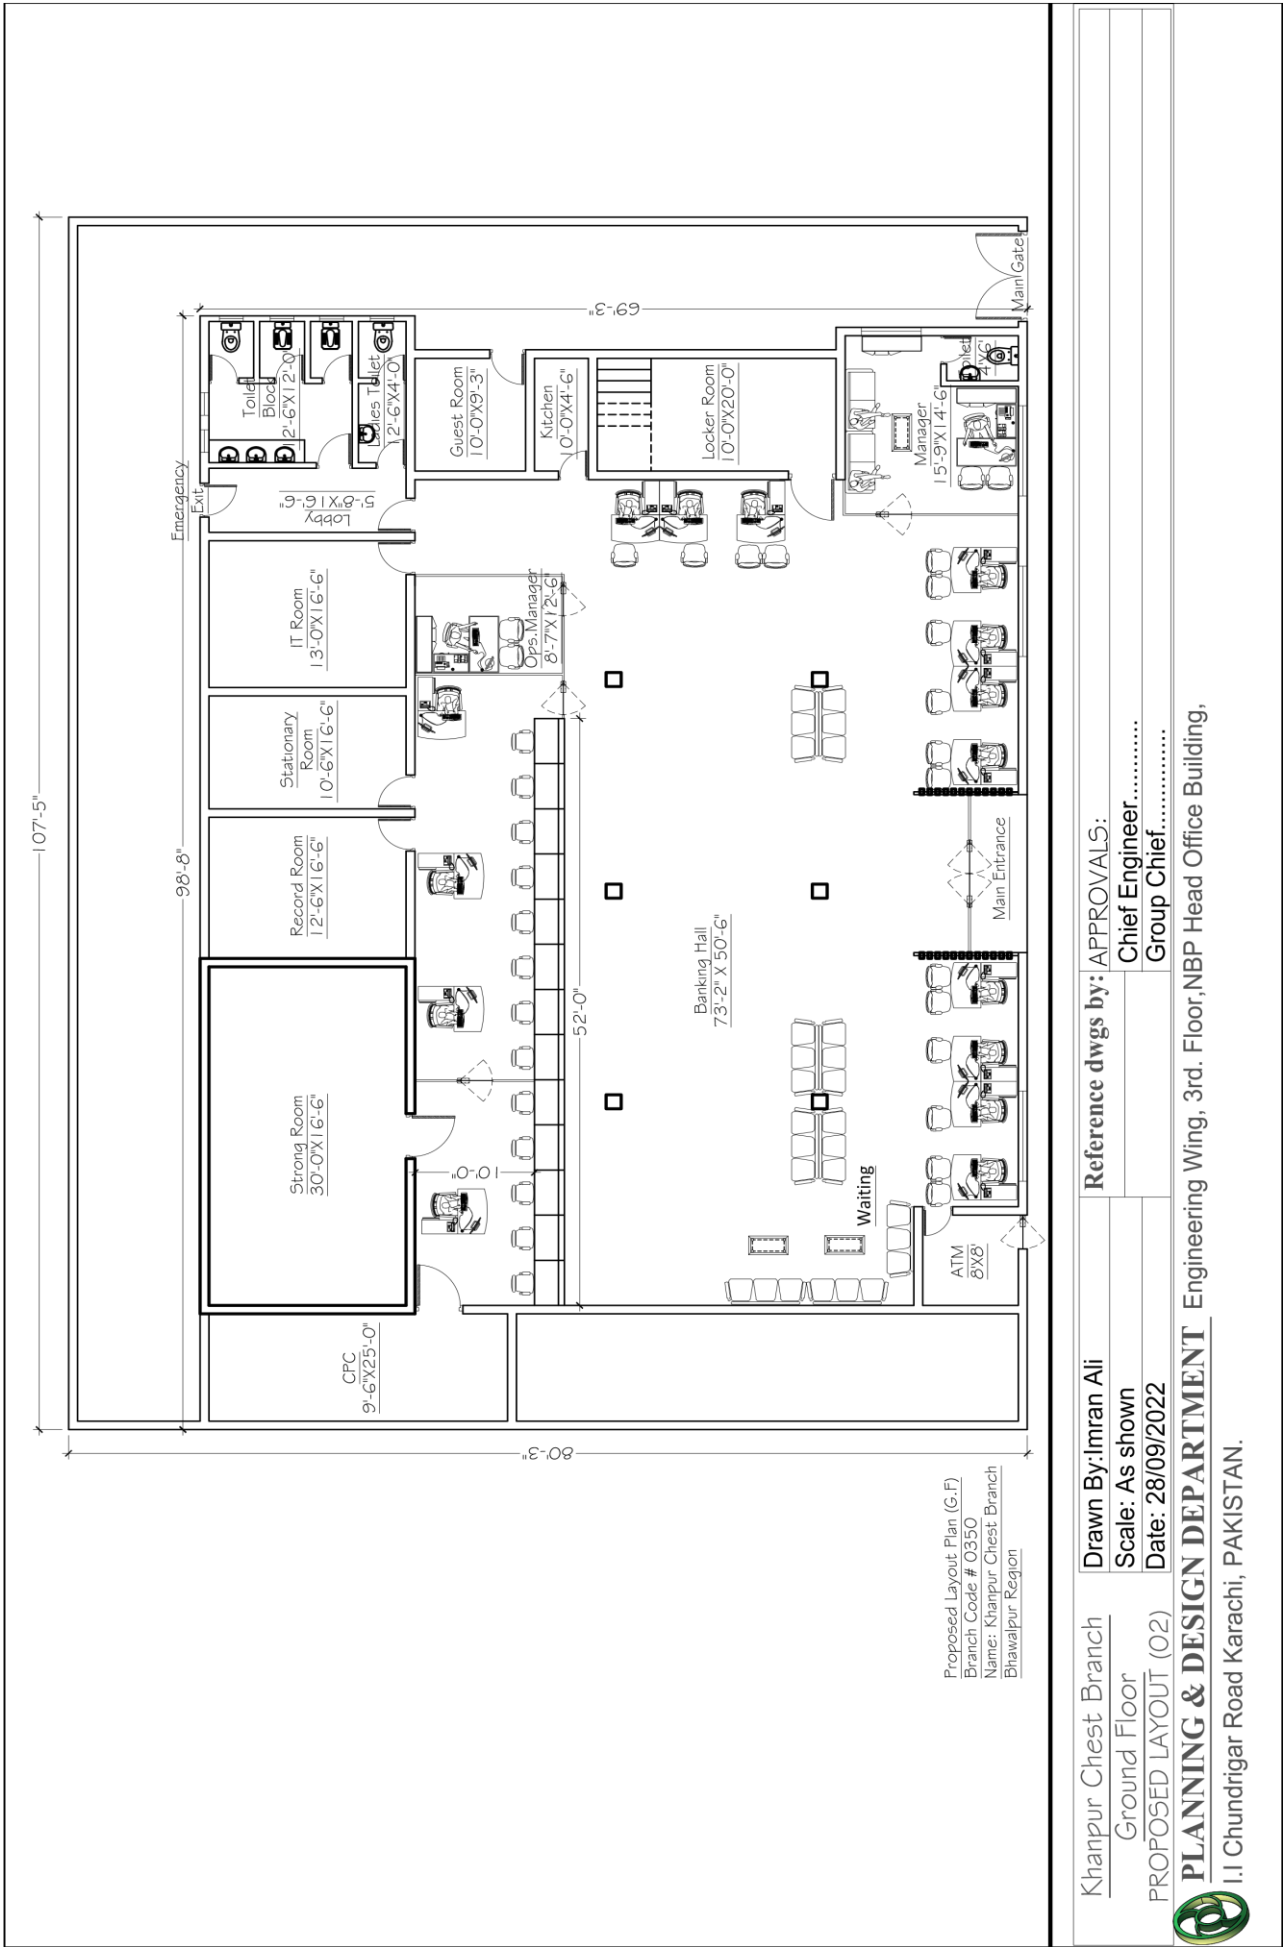 107'-5"
98'-8"
69'-3"
80'-3"
Emergency
Exit
Toilet
Block
12'-6"X12'-0"
Ladies Toilet
12'-6"X4'-0"
Lobby
5'-8"X16'-6"
IT Room
13'-0"X16'-6"
Stationary
Room
10'-6"X16'-6"
Record Room
12'-6"X16'-6"
Strong Room
30'-0"X16'-6"
CPC
9'-6"X25'-0"
Guest Room
10'-0"X9'-3"
Kitchen
10'-0"X4'-6"
Locker Room
10'-0"X20'-0"
Ops.Manager
8'-7"X12'-6"
10'-0"
52'-0"
Banking Hall
73'-2" X 50'-6"
Waiting
ATM
8'X8'
Main Entrance
Manager
15'-9"X14'-6"
Toilet
4'X6'
Main Gate
Proposed Layout Plan (G.F)
Branch Code # 0350
Name: Khanpur Chest Branch
Bhawalpur Region
Khanpur Chest Branch
Ground Floor
PROPOSED LAYOUT (02)
Drawn By:Imran Ali
Scale: As shown
Date: 28/09/2022
Reference dwgs by:
APPROVALS:
Chief Engineer............
Group Chief................
PLANNING & DESIGN DEPARTMENT Engineering Wing, 3rd. Floor,NBP Head Office Building,
I.I Chundrigar Road Karachi, PAKISTAN.